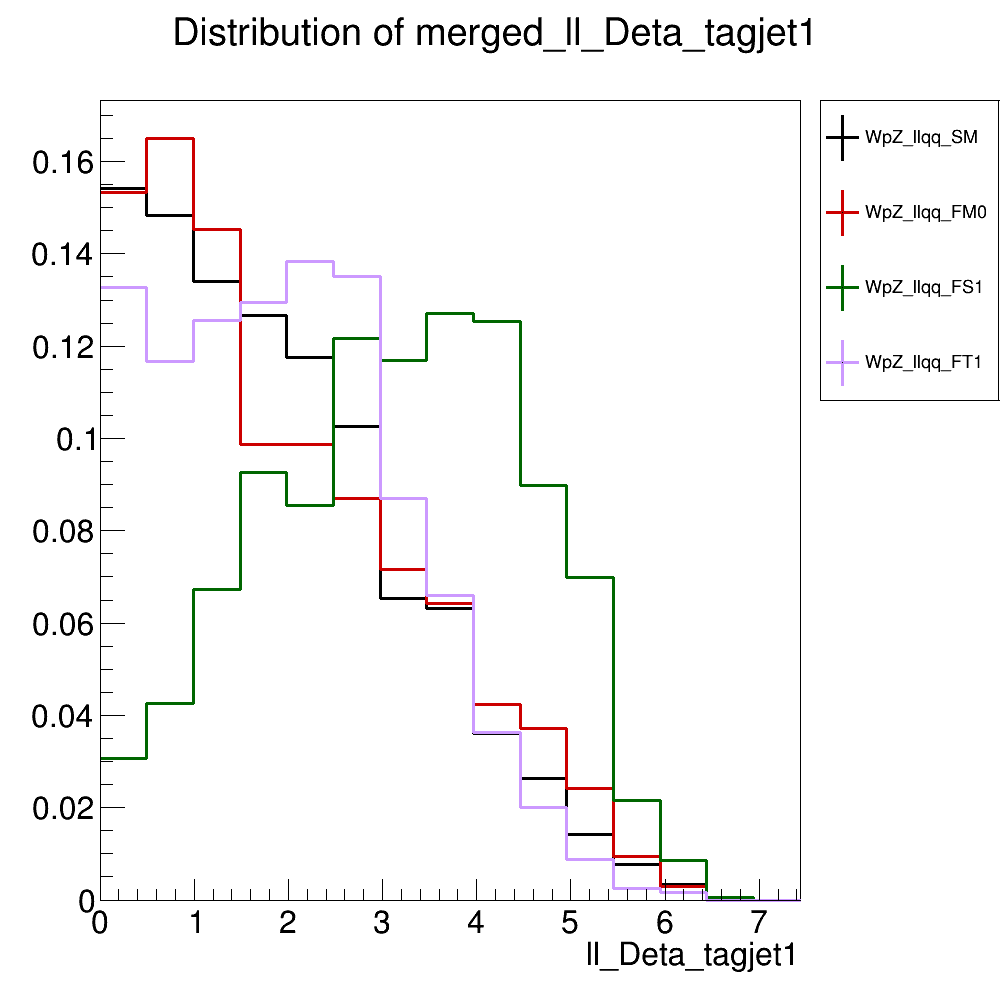 Distribution of merged_ll_Deta_tagjet1
WpZ_llqq_SM
WpZ_llqq_FM0
WpZ_llqq_FS1
WpZ_llqq_FT1
0.16
0.14
0.12
0.1
0.08
0.06
0.04
0.02
0
0 1 2 3 4 5 6 7
ll_Deta_tagjet1